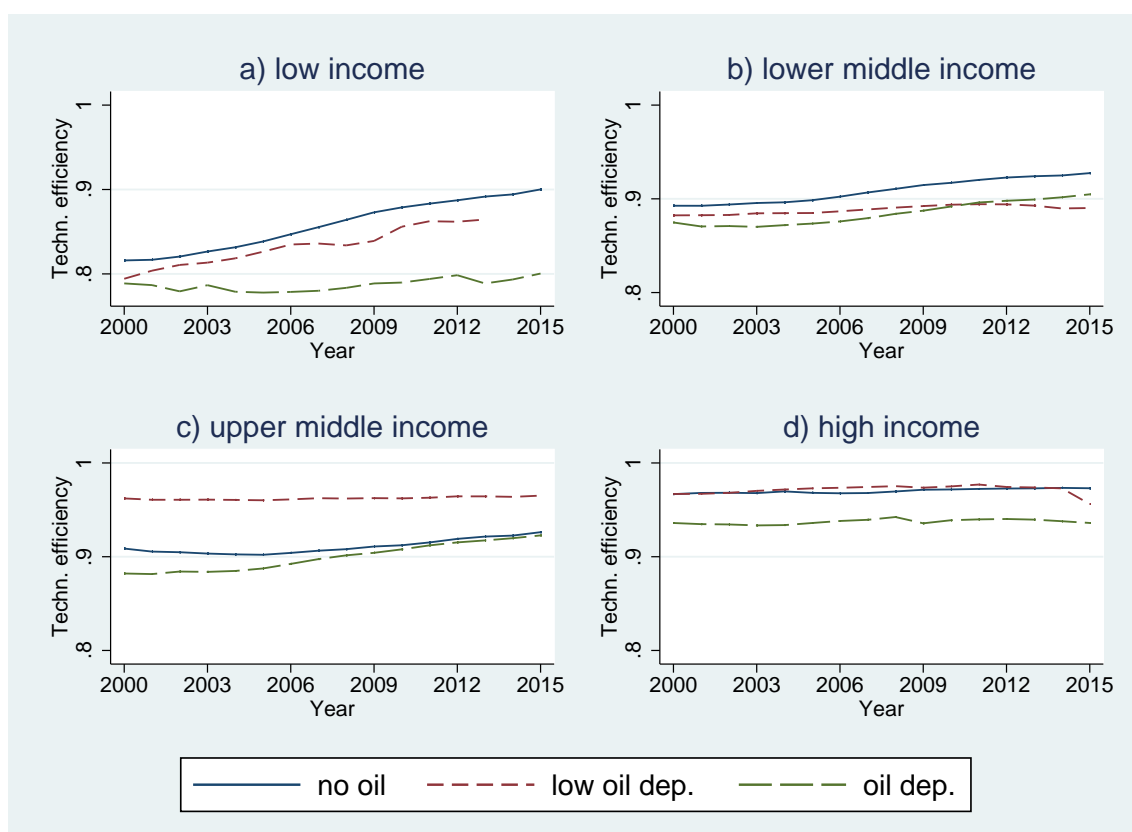 a) low income
Techn. efficiency
1
.9
.8
2000 2003 2006 2009 2012 2015
Year
b) lower middle income
Techn. efficiency
1
.9
.8
2000 2003 2006 2009 2012 2015
Year
c) upper middle income
Techn. efficiency
1
.9
.8
2000 2003 2006 2009 2012 2015
Year
d) high income
Techn. efficiency
1
.9
.8
2000 2003 2006 2009 2012 2015
Year
no oil low oil dep. oil dep.